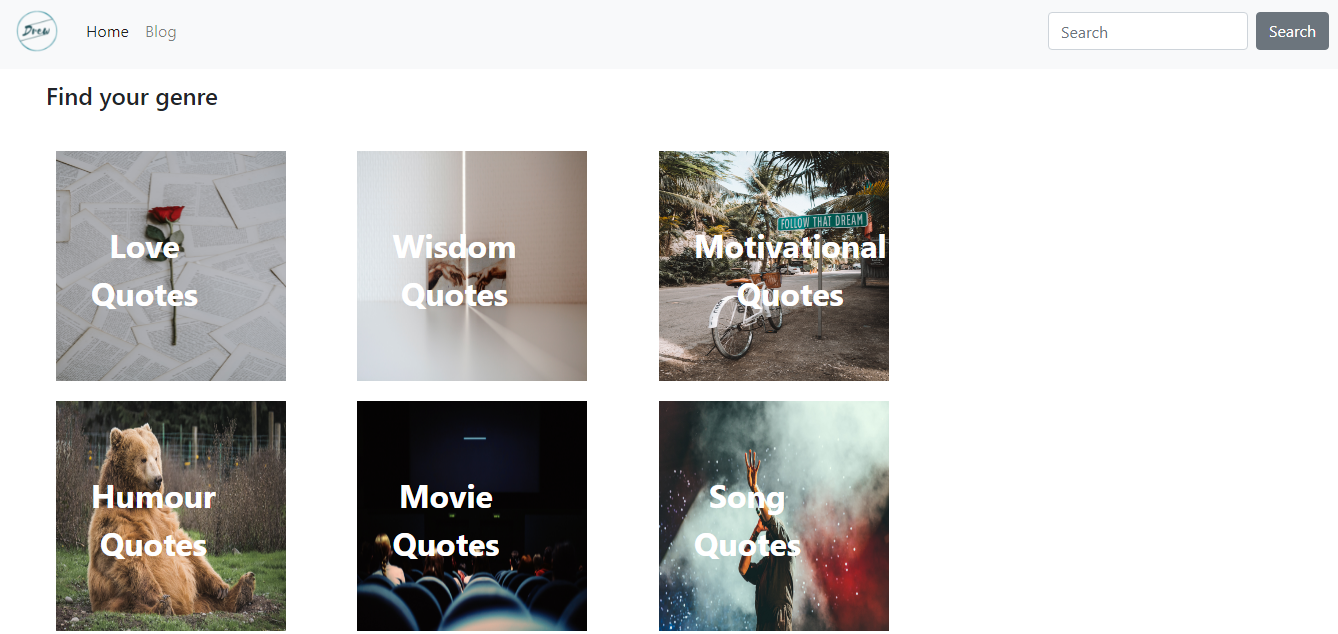 Drew
Home
Blog
Search
Search
Find your genre
Love
Quotes
Wisdom
Quotes
FOLLOW THAT DREAM
Motivational
Quotes
Humour
Quotes
Movie
Quotes
Song
Quotes